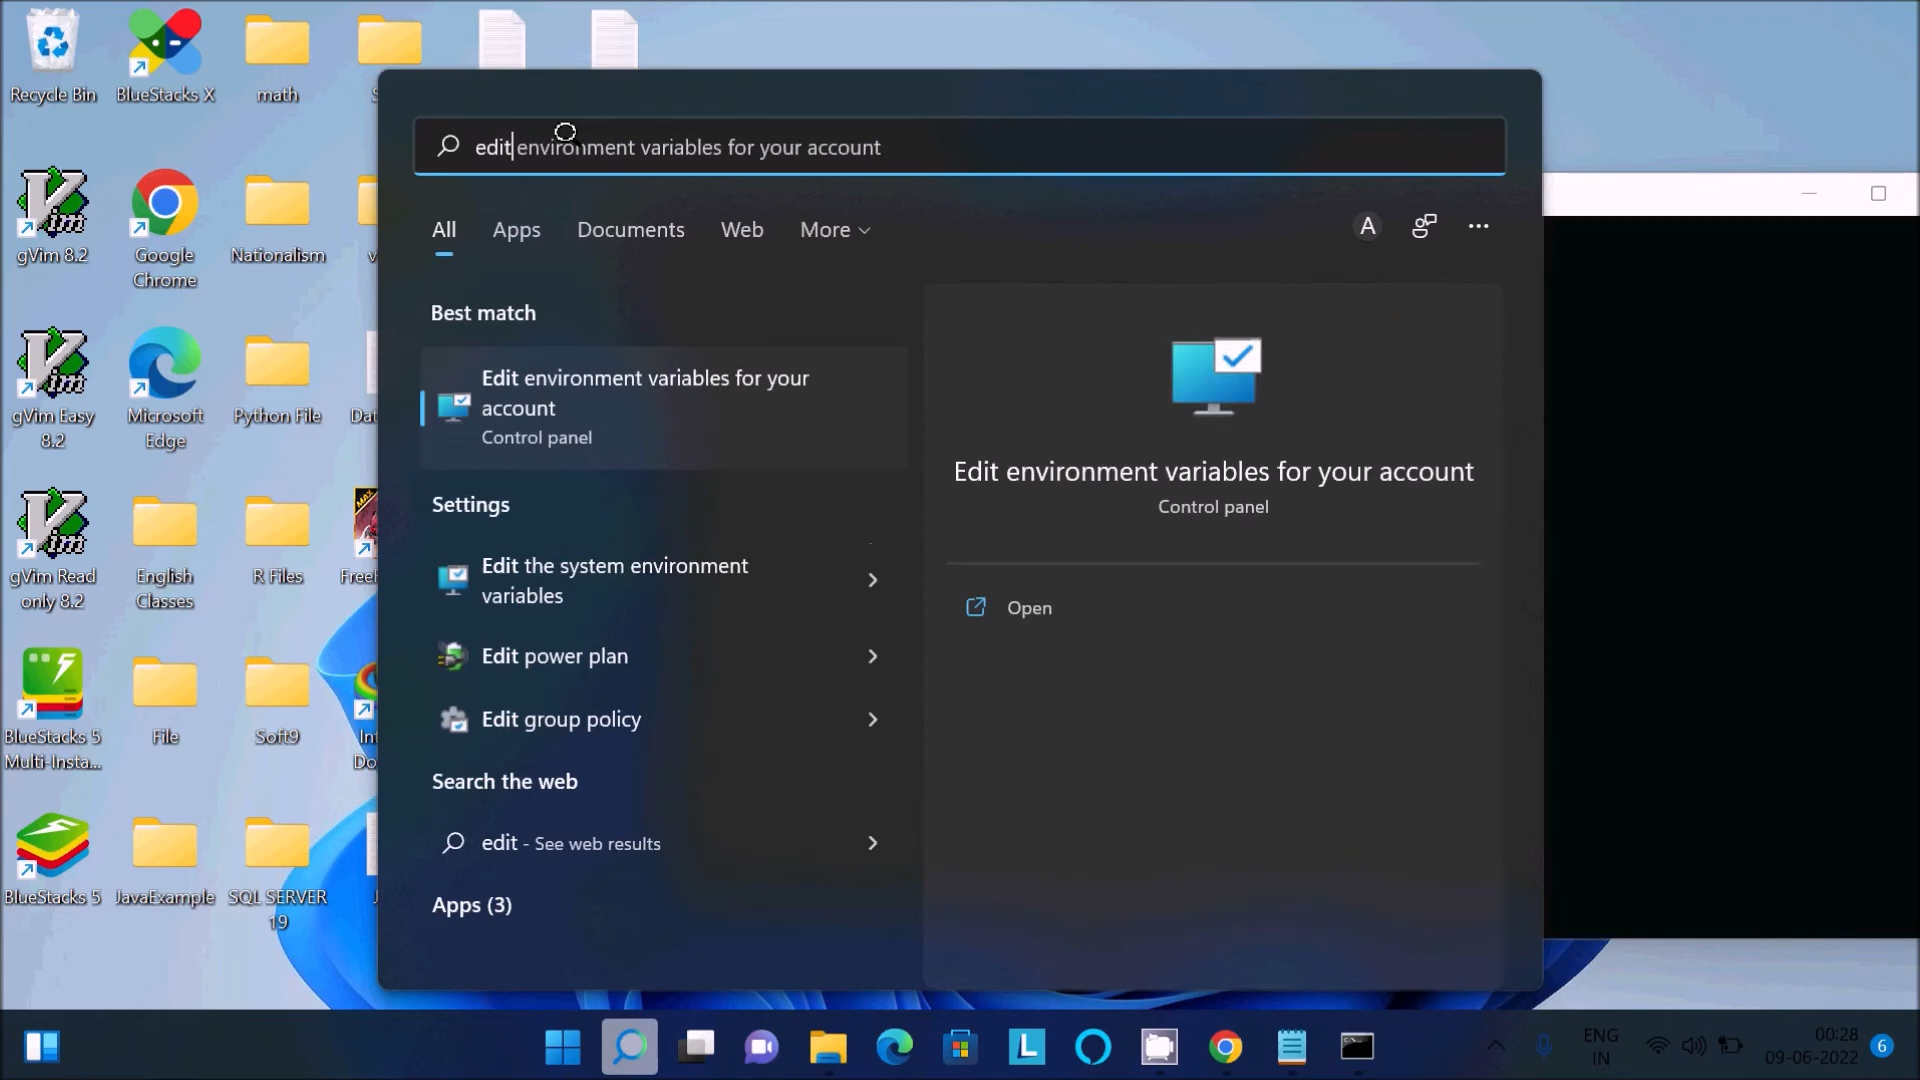 Recycle Bin
BlueStacks X
math
edit environment variables for your account
All
Apps
Documents
Web
More
A
Best match
Edit environment variables for your
account
Control panel
Settings
Edit the system environment
variables
Edit power plan
Edit group policy
Search the web
edit - See web results
Apps (3)
Edit environment variables for your account
Control panel
Open
gVim 8.2
Google
Chrome
Nationalism
gVim Easy
8.2
Microsoft
Edge
Python File
gVim Read
only 8.2
English
Classes
R Files
BlueStacks 5
Multi-Insta...
File
Soft9
BlueStacks 5
JavaExample
SQL SERVER
19
L
ENG
IN
00:28
09-06-2022
6